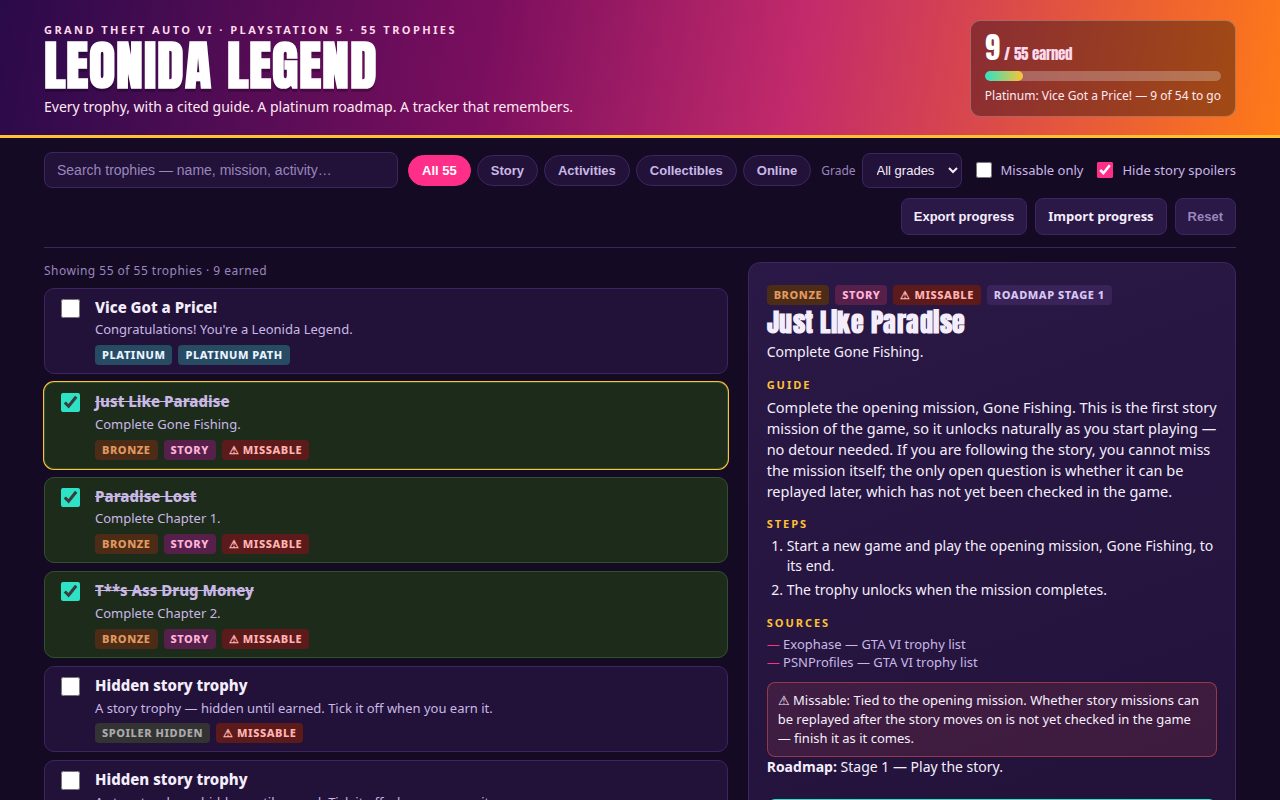 GRAND THEFT AUTO VI · PLAYSTATION 5 · 55 TROPHIES
LEONIDA LEGEND
Every trophy, with a cited guide. A platinum roadmap. A tracker that remembers.
9 / 55 earned
Platinum: Vice Got a Price! — 9 of 54 to go
Search trophies — name, mission, activity…
All 55
Story
Activities
Collectibles
Online
Grade
All grades
Missable only
Hide story spoilers
Export progress
Import progress
Reset
Showing 55 of 55 trophies · 9 earned
Vice Got a Price!
Congratulations! You're a Leonida Legend.
PLATINUM
PLATINUM PATH
Just Like Paradise
Complete Gone Fishing.
BRONZE
STORY
⚠ MISSABLE
Paradise Lost
Complete Chapter 1.
BRONZE
STORY
⚠ MISSABLE
T**s Ass Drug Money
Complete Chapter 2.
BRONZE
STORY
⚠ MISSABLE
Hidden story trophy
A story trophy — hidden until earned. Tick it off when you earn it.
SPOILER HIDDEN
⚠ MISSABLE
Hidden story trophy
BRONZE
STORY
⚠ MISSABLE
ROADMAP STAGE 1
Just Like Paradise
Complete Gone Fishing.
GUIDE
Complete the opening mission, Gone Fishing. This is the first story
mission of the game, so it unlocks naturally as you start playing —
no detour needed. If you are following the story, you cannot miss
the mission itself; the only open question is whether it can be
replayed later, which has not yet been checked in the game.
STEPS
1. Start a new game and play the opening mission, Gone Fishing, to
its end.
2. The trophy unlocks when the mission completes.
SOURCES
— Exophase — GTA VI trophy list
— PSNProfiles — GTA VI trophy list
⚠ Missable: Tied to the opening mission. Whether story missions can
be replayed after the story moves on is not yet checked in the game
— finish it as it comes.
Roadmap: Stage 1 — Play the story.